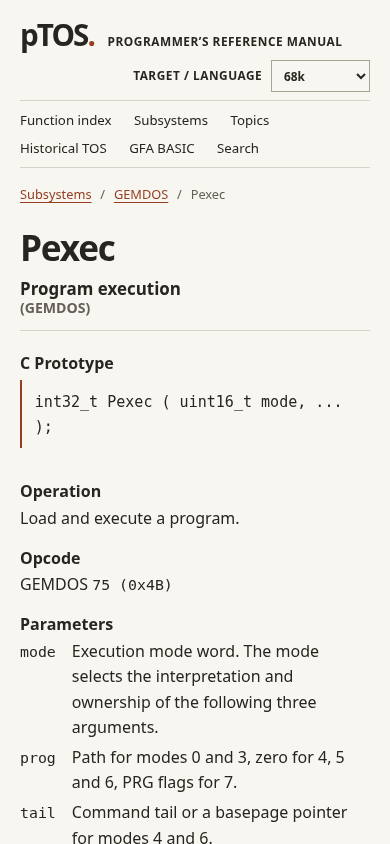 pTOS. PROGRAMMER’S REFERENCE MANUAL
TARGET / LANGUAGE 68k
Function index Subsystems Topics
Historical TOS GFA BASIC Search
Subsystems / GEMDOS / Pexec
Pexec
Program execution
(GEMDOS)
C Prototype
int32_t Pexec ( uint16_t mode, ...
);
Operation
Load and execute a program.
Opcode
GEMDOS 75 (0x4B)
Parameters
mode Execution mode word. The mode
selects the interpretation and
ownership of the following three
arguments.
prog Path for modes 0 and 3, zero for 4, 5
and 6, PRG flags for 7.
tail Command tail or a basepage pointer
for modes 4 and 6.